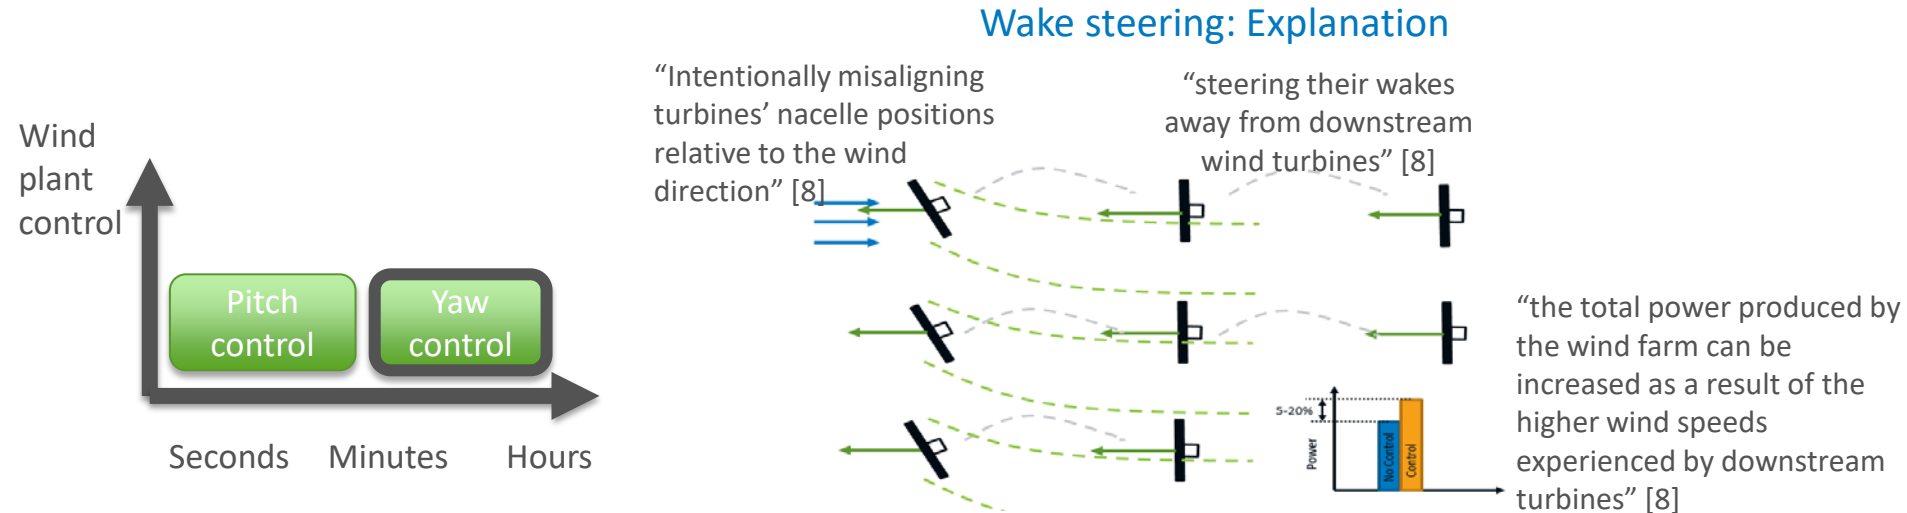 Wake steering: Explanation
Wind
plant
control
Pitch
control
Yaw
control
Seconds
Minutes
Hours
“Intentionally misaligning
turbines’ nacelle positions
relative to the wind
direction” [8]
“steering their wakes
away from downstream
wind turbines” [8]
5-20%
Power
No Control
Control
“the total power produced by
the wind farm can be
increased as a result of the
higher wind speeds
experienced by downstream
turbines” [8]